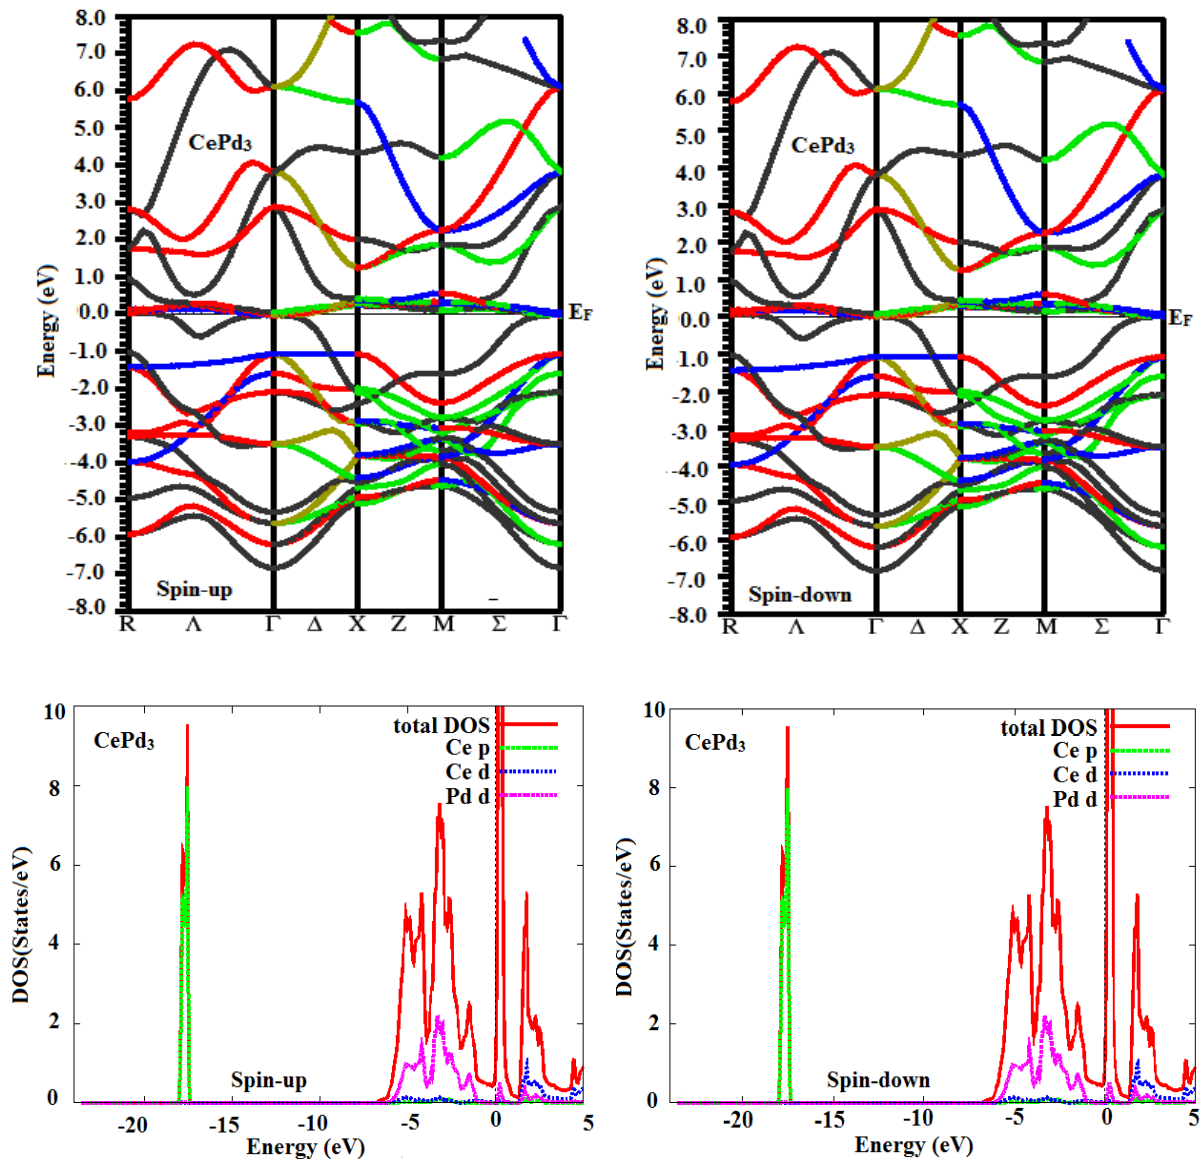 8.0
7.0
6.0
5.0
4.0
3.0
2.0
1.0
0.0
-1.0
-2.0
-3.0
-4.0
-5.0
-6.0
-7.0
-8.0
Energy (eV)
CePd₃
E_F
Spin-up
R Λ Γ Δ X Z M Σ Γ
8.0
7.0
6.0
5.0
4.0
3.0
2.0
1.0
0.0
-1.0
-2.0
-3.0
-4.0
-5.0
-6.0
-7.0
-8.0
Energy (eV)
CePd₃
E_F
Spin-down
R Λ Γ Δ X Z M Σ Γ
10
8
6
4
2
0
DOS(States/eV)
CePd₃
total DOS
Ce p
Ce d
Pd d
Spin-up
-20 -15 -10 -5 0 5
Energy (eV)
10
8
6
4
2
0
DOS(States/eV)
CePd₃
total DOS
Ce p
Ce d
Pd d
Spin-down
-20 -15 -10 -5 0 5
Energy (eV)